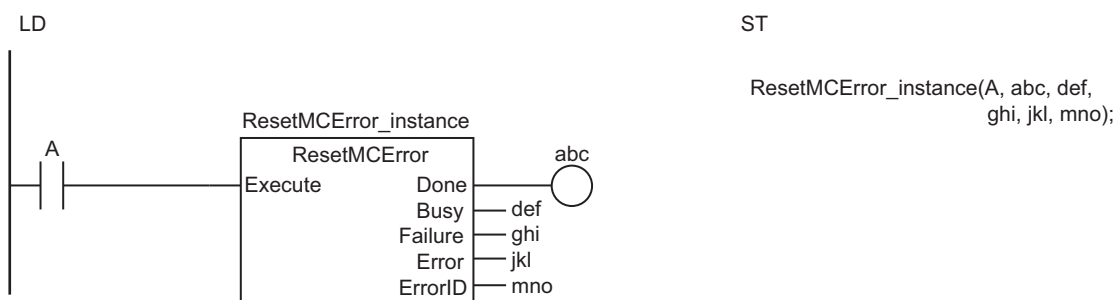 LD
ST
ResetMCError_instance(A, abc, def,
ghi, jkl, mno);
ResetMCError_instance
A
ResetMCError
abc
Execute
Done
Busy
def
Failure
ghi
Error
jkl
ErrorID
mno